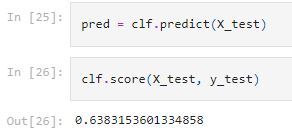 In [25]: pred = clf.predict(X_test)
In [26]: clf.score(X_test, y_test)
Out[26]: 0.6383153601334858